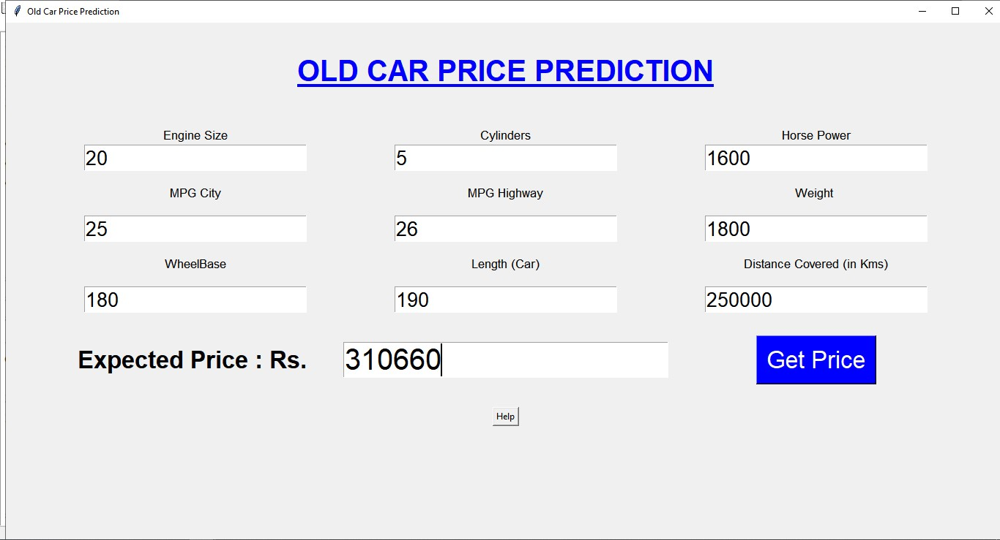 Old Car Price Prediction
OLD CAR PRICE PREDICTION
Engine Size Cylinders Horse Power
20 5 1600
MPG City MPG Highway Weight
25 26 1800
WheelBase Length (Car) Distance Covered (in Kms)
180 190 250000
Expected Price : Rs. 310660 Get Price
Help